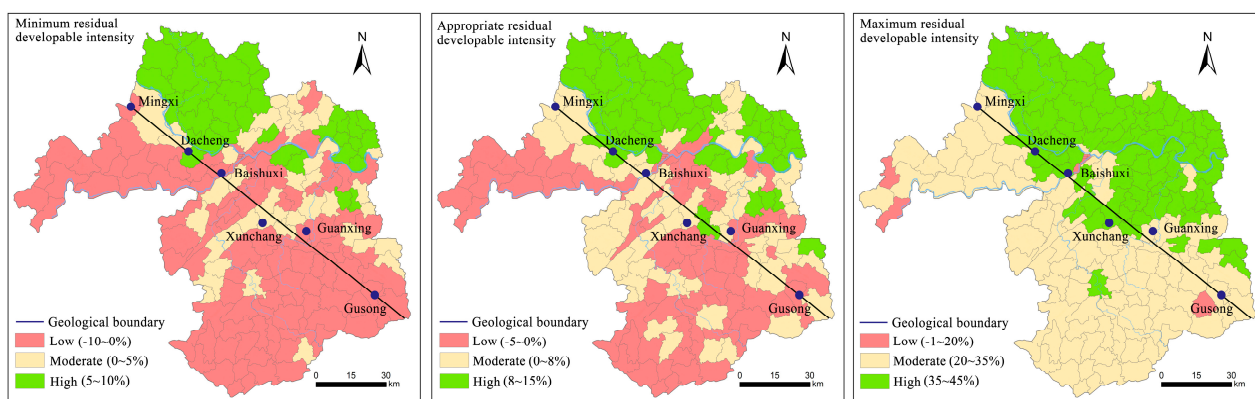 Minimum residual
developable intensity
N
Mingxi
Dacheng
Baishuxi
Xunchang
Guanxing
Gusong
Geological boundary
Low (-10~0%)
Moderate (0~5%)
High (5~10%)
0 15 30
km
Appropriate residual
developable intensity
N
Mingxi
Dacheng
Baishuxi
Xunchang
Guanxing
Gusong
Geological boundary
Low (-5~0%)
Moderate (0~8%)
High (8~15%)
0 15 30
km
Maximum residual
developable intensity
N
Mingxi
Dacheng
Baishuxi
Xunchang
Guanxing
Gusong
Geological boundary
Low (-1~20%)
Moderate (20~35%)
High (35~45%)
0 15 30
km